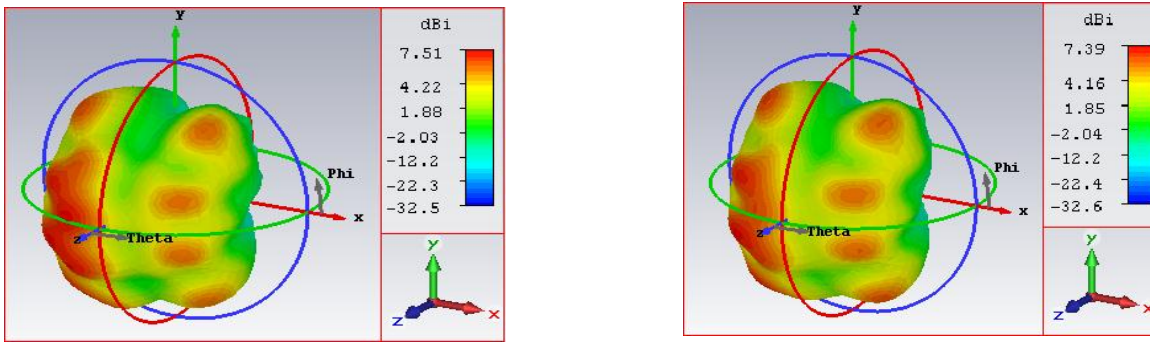 y
dBi
7.51
4.22
1.88
-2.03
-12.2
-22.3
-32.5
Phi
x
z
Theta
y
z
x
y
dBi
7.39
4.16
1.85
-2.04
-12.2
-22.4
-32.6
Phi
x
z
Theta
y
z
x